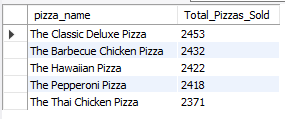 pizza_name Total_Pizzas_Sold
The Classic Deluxe Pizza 2453
The Barbecue Chicken Pizza 2432
The Hawaiian Pizza 2422
The Pepperoni Pizza 2418
The Thai Chicken Pizza 2371